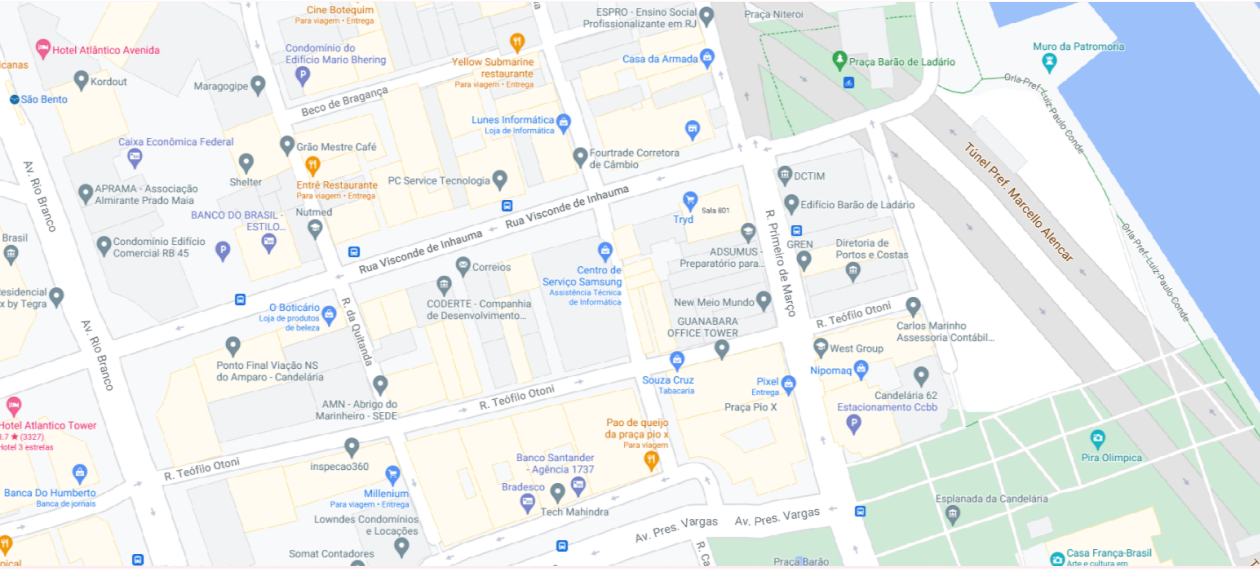 Cine Botequim
Para viagem • Entrega
ESPRO - Ensino Social
Profissionalizante em RJ
Praça Niterói
Hotel Atlântico Avenida
Condomínio do
Edifício Mario Bhering
Yellow Submarine
restaurante
Para viagem • Entrega
Casa da Armada
Praça Barão de Ladário
Muro da Patromoria
canas
Kordout
Maragogipe
São Bento
Beco de Bragança
Orla Pref. Luiz Paulo Conde
Lunes Informática
Loja de informática
Caixa Econômica Federal
Grão Mestre Café
Fourtrade Corretora
de Câmbio
Túnel Pref. Marcello Alencar
Av. Rio Branco
Shelter
Entrê Restaurante
Para viagem • Entrega
PC Service Tecnologia
DCTIM
APRAMA - Associação
Almirante Prado Maia
Rua Visconde de Inhauma
Edifício Barão de Ladário
Tryd
Sala 801
BANCO DO BRASIL -
ESTILO...
Nutmed
R. Primeiro de Março
Brasil
Condomínio Edifício
Comercial RB 45
Rua Visconde de Inhauma
ADSUMUS -
Preparatório para...
GREN
Diretoria de
Portos e Costas
Orla Pref. Luiz Paulo Conde
Correios
Centro de
Serviço Samsung
Assistência Técnica
de Informática
esidencial
x by Tegra
O Boticário
Loja de produtos
de beleza
CODERTE - Companhia
de Desenvolvimento...
New Meio Mundo
R. Teófilo Otoni
GUANABARA
OFFICE TOWER
Carlos Marinho
Assessoria Contábil...
Av. Rio Branco
R. da Quitanda
West Group
Ponto Final Viação NS
do Amparo - Candelária
Souza Cruz
Tabacaria
Pixel
Entrega
Nipomaq
AMN - Abrigo do
Marinheiro - SEDE
R. Teófilo Otoni
Praça Pio X
Candelária 62
Estacionamento Ccbb
Hotel Atlantico Tower
3.7 ★ (3327)
Hotel 3 estrelas
Pao de queijo
da praça pio x
Para viagem
Pira Olimpica
R. Teófilo Otoni
inspecao360
Banco Santander
- Agência 1737
Banca Do Humberto
Banca de jornais
Millenium
Para viagem • Entrega
Bradesco
Tech Mahindra
Esplanada da Candelária
Lowndes Condomínios
e Locações
Av. Pres. Vargas
Av. Pres. Vargas
Somat Contadores
R. Ca
Praça Barão
Casa França-Brasil
Arte e cultura em
pical